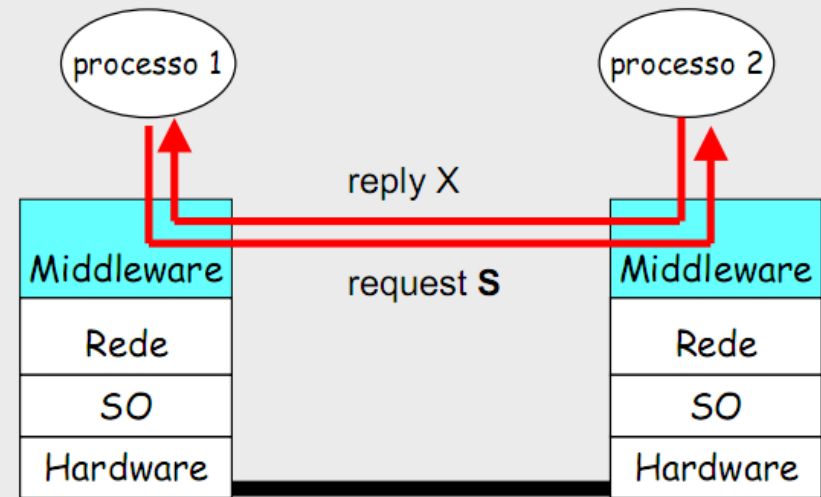 processo 1
processo 2
reply X
Middleware
request S
Middleware
Rede
Rede
SO
SO
Hardware
Hardware